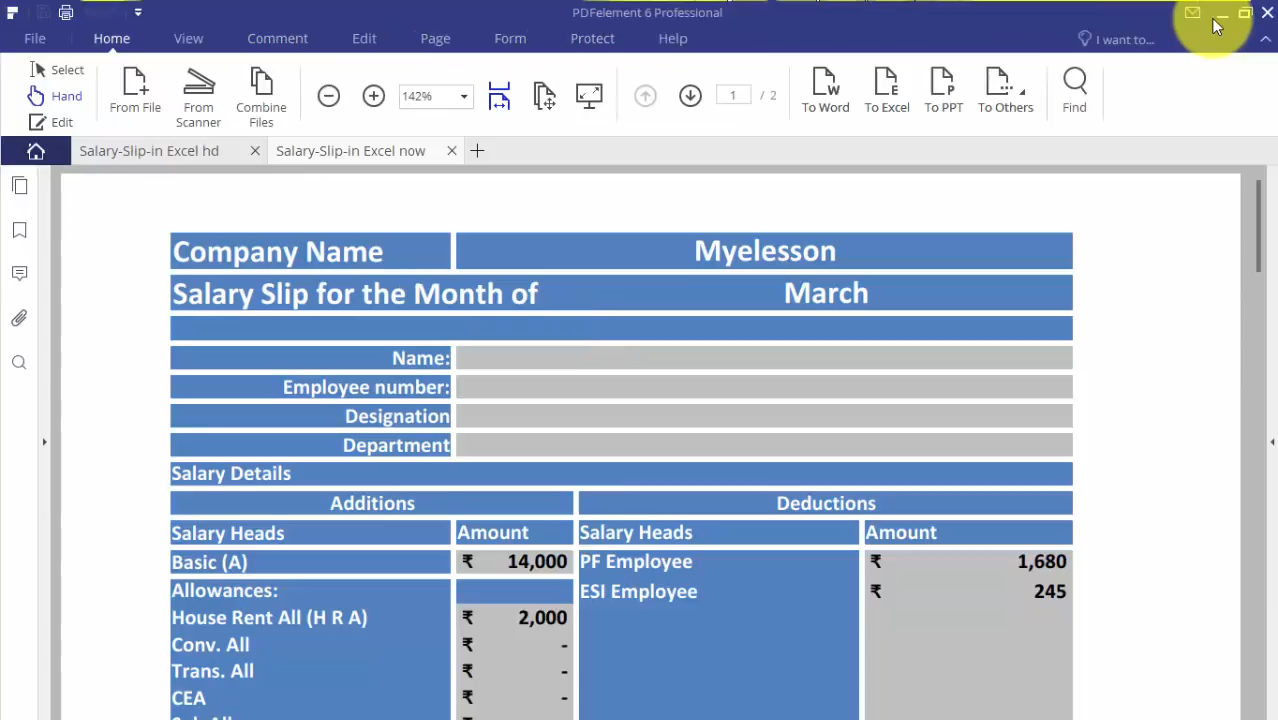 PDFelement 6 Professional
File Home View Comment Edit Page Form Protect Help I want to...
Select
Hand
Edit
From File
From Scanner
Combine Files
142%
1 / 2
To Word
To Excel
To PPT
To Others
Find
Salary-Slip-in Excel hd Salary-Slip-in Excel now
Company Name Myelesson
Salary Slip for the Month of March
Name:
Employee number:
Designation
Department
Salary Details
Additions Deductions
Salary Heads Amount Salary Heads Amount
Basic (A) ₹ 14,000 PF Employee ₹ 1,680
Allowances: ESI Employee ₹ 245
House Rent All (H R A) ₹ 2,000
Conv. All ₹ -
Trans. All ₹ -
CEA ₹ -